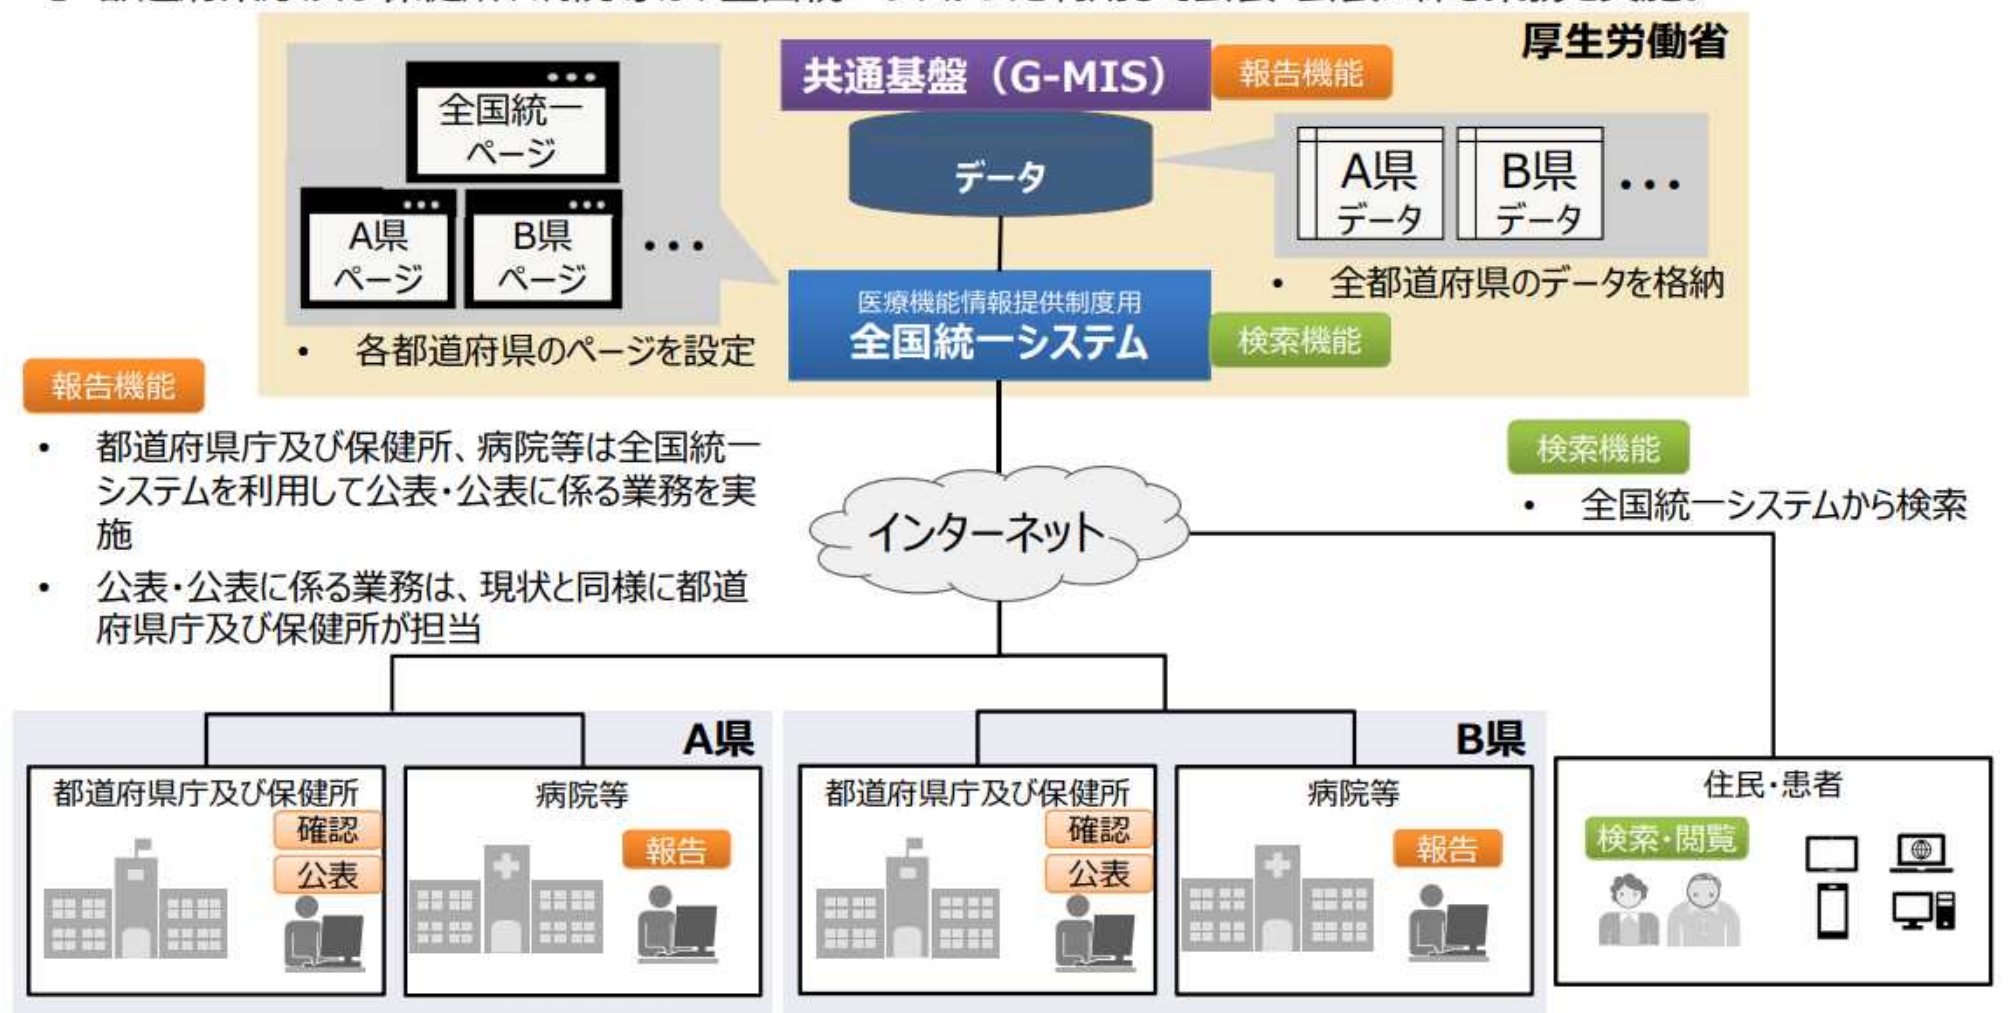 厚生労働省
共通基盤(G-MIS)
報告機能
データ
全国統一
ページ
A県
ページ
B県
ページ
・・・
• 各都道府県のページを設定
A県
データ
B県
データ
・・・
• 全都道府県のデータを格納
医療機能情報提供制度用
全国統一システム
検索機能
報告機能
• 都道府県庁及び保健所、病院等は全国統一
システムを利用して公表・公表に係る業務を実
施
• 公表・公表に係る業務は、現状と同様に都道
府県庁及び保健所が担当
検索機能
• 全国統一システムから検索
インターネット
A県
都道府県庁及び保健所
確認
公表
病院等
報告
B県
都道府県庁及び保健所
確認
公表
病院等
報告
住民・患者
検索・閲覧